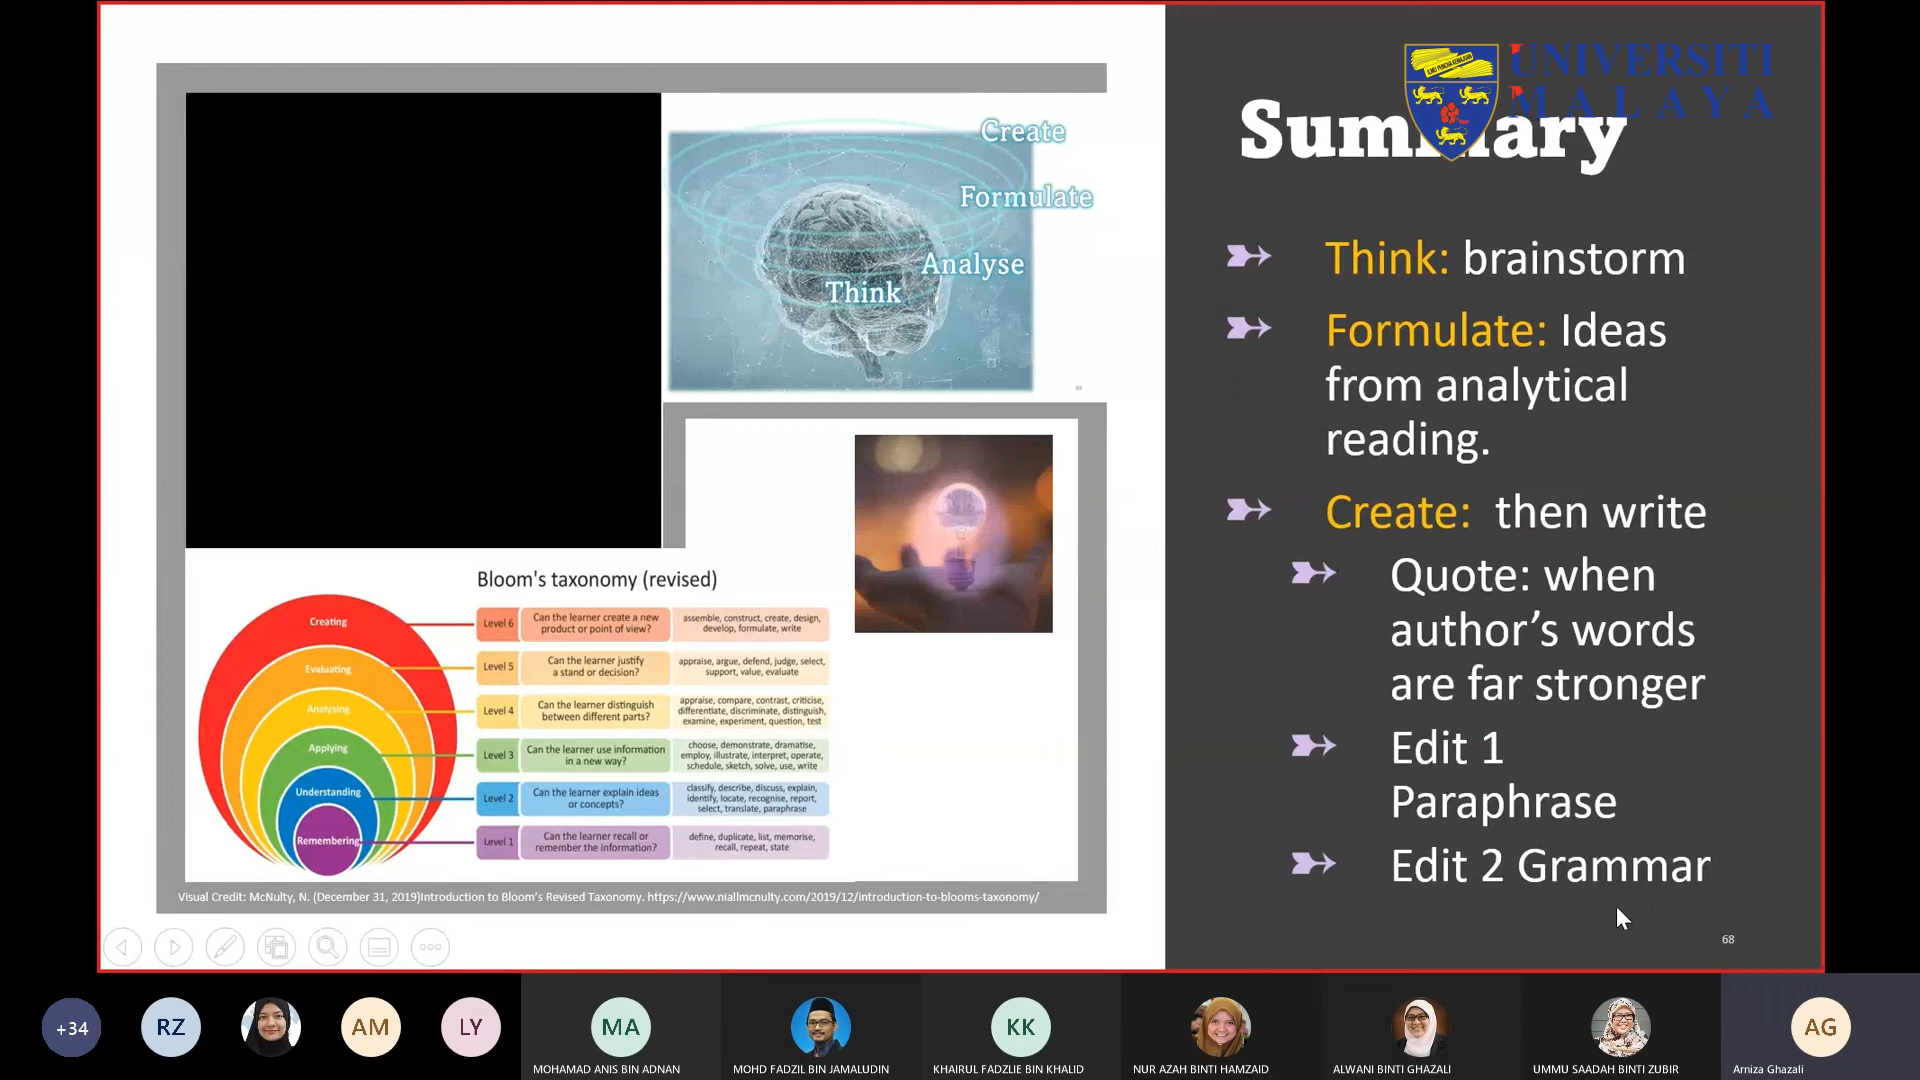 Create
Formulate
Analyse
Think
69
Bloom's taxonomy (revised)
Creating
Evaluating
Analysing
Applying
Understanding
Remembering
Level 6
Can the learner create a new
product or point of view?
assemble, construct, create, design,
develop, formulate, write
Level 5
Can the learner justify
a stand or decision?
appraise, argue, defend, judge, select,
support, value, evaluate
Level 4
Can the learner distinguish
between different parts?
appraise, compare, contrast, criticise,
differentiate, discriminate, distinguish,
examine, experiment, question, test
Level 3
Can the learner use information
in a new way?
choose, demonstrate, dramatise,
employ, illustrate, interpret, operate,
schedule, sketch, solve, use, write
Level 2
Can the learner explain ideas
or concepts?
classify, describe, discuss, explain,
identify, locate, recognise, report,
select, translate, paraphrase
Level 1
Can the learner recall or
remember the information?
define, duplicate, list, memorise,
recall, repeat, state
Visual Credit: McNulty, N. (December 31, 2019)Introduction to Bloom's Revised Taxonomy. https://www.niallmcnulty.com/2019/12/introduction-to-blooms-taxonomy/
UNIVERSITI
MALAYA
Summary
Think: brainstorm
Formulate: Ideas
from analytical
reading.
Create: then write
Quote: when
author’s words
are far stronger
Edit 1
Paraphrase
Edit 2 Grammar
68
+34
RZ
AM
LY
MA
KK
AG
MOHAMAD ANIS BIN ADNAN
MOHD FADZIL BIN JAMALUDIN
KHAIRUL FADZLIE BIN KHALID
NUR AZAH BINTI HAMZAID
ALWANI BINTI GHAZALI
UMMU SAADAH BINTI ZUBIR
Arniza Ghazali